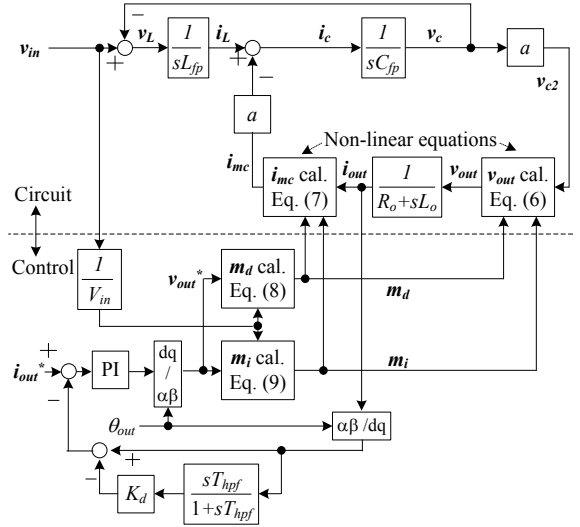 − v_in + v_L 1/sL_fp i_L + − i_c 1/sC_fp v_c a v_c2
a
Non-linear equations
i_mc i_mc cal. Eq. (7) i_out 1/R_o+sL_o v_out v_out cal. Eq. (6)
Circuit
Control
1/V_in v_out* m_d cal. Eq. (8) m_d
i_out* + − PI dq / αβ m_i cal. Eq. (9) m_i
θ_out αβ /dq
+ − K_d sT_hpf/1+sT_hpf